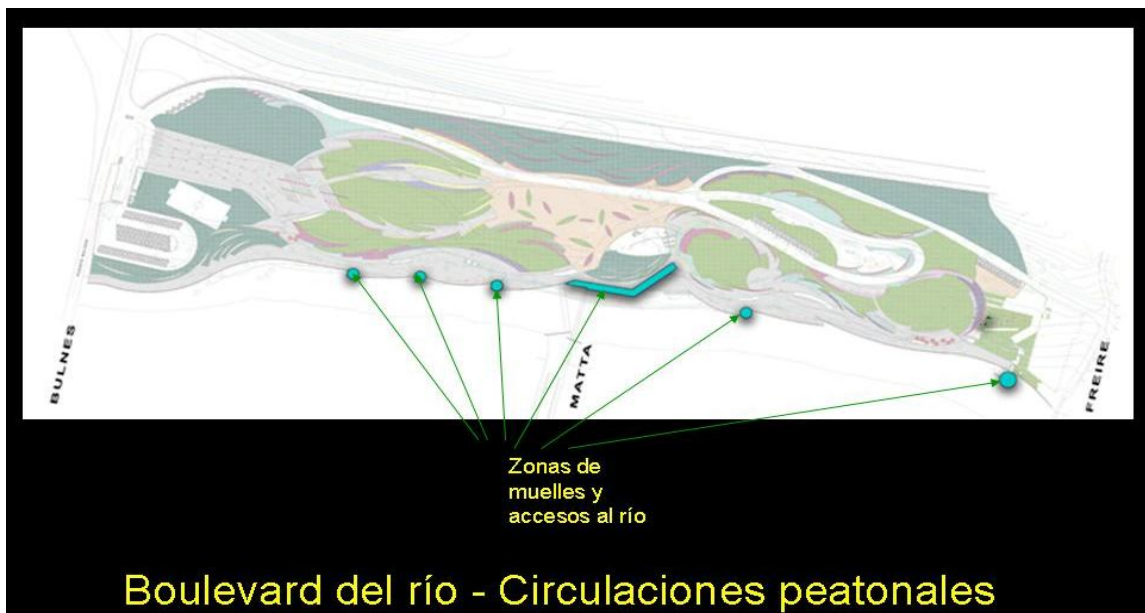 BULNES
MATTA
FREIRE
Zonas de
muelles y
accesos al río
Boulevard del río - Circulaciones peatonales